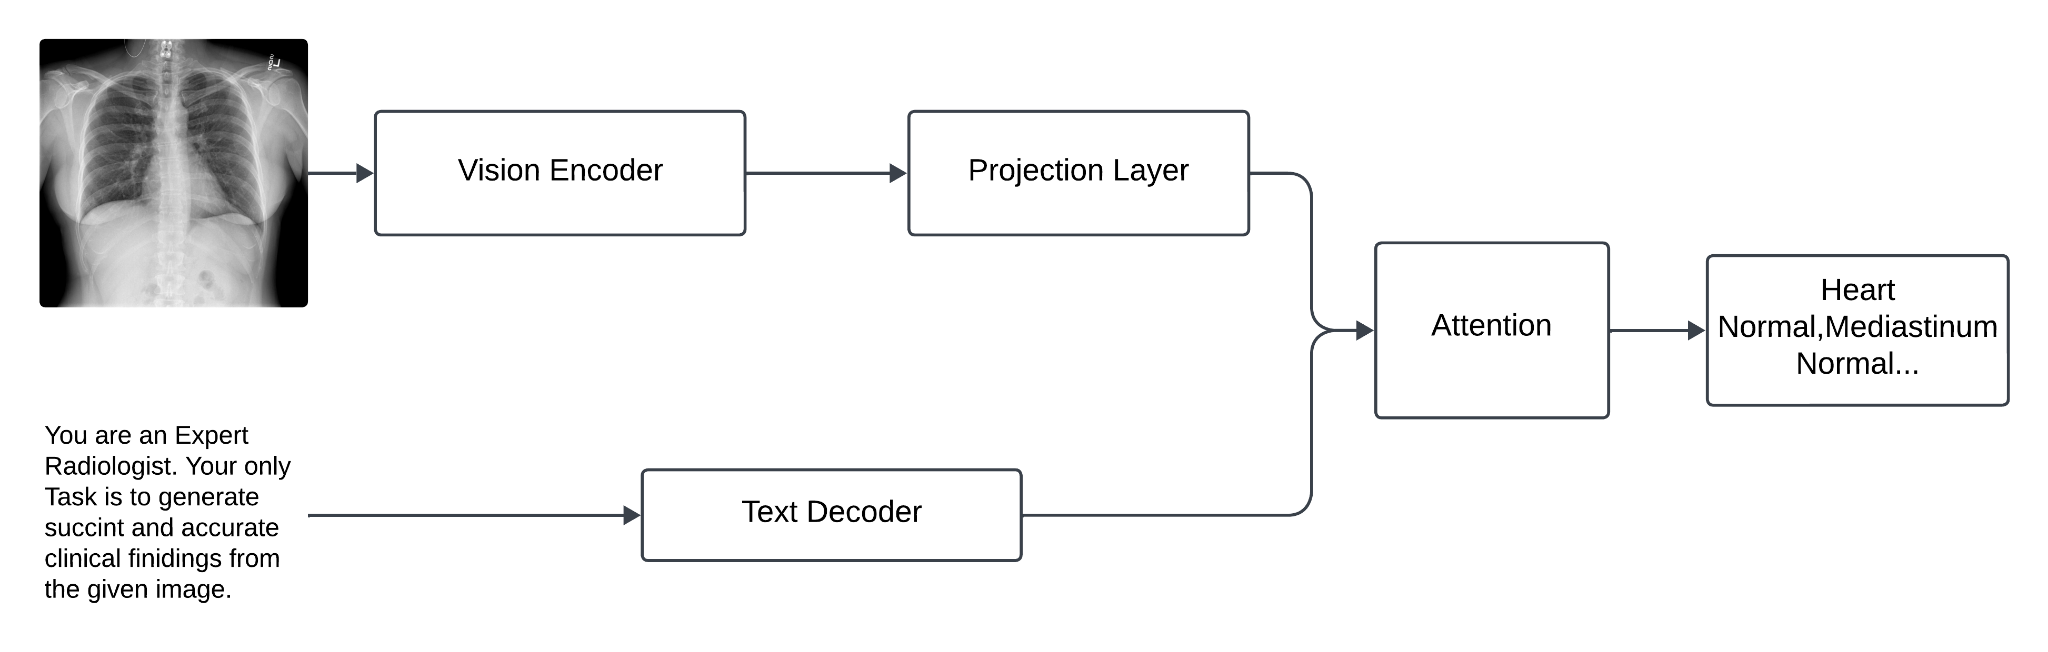 Vision Encoder
Projection Layer
Attention
Heart
Normal,Mediastinum
Normal...
You are an Expert
Radiologist. Your only
Task is to generate
succint and accurate
clinical finidings from
the given image.
Text Decoder
L